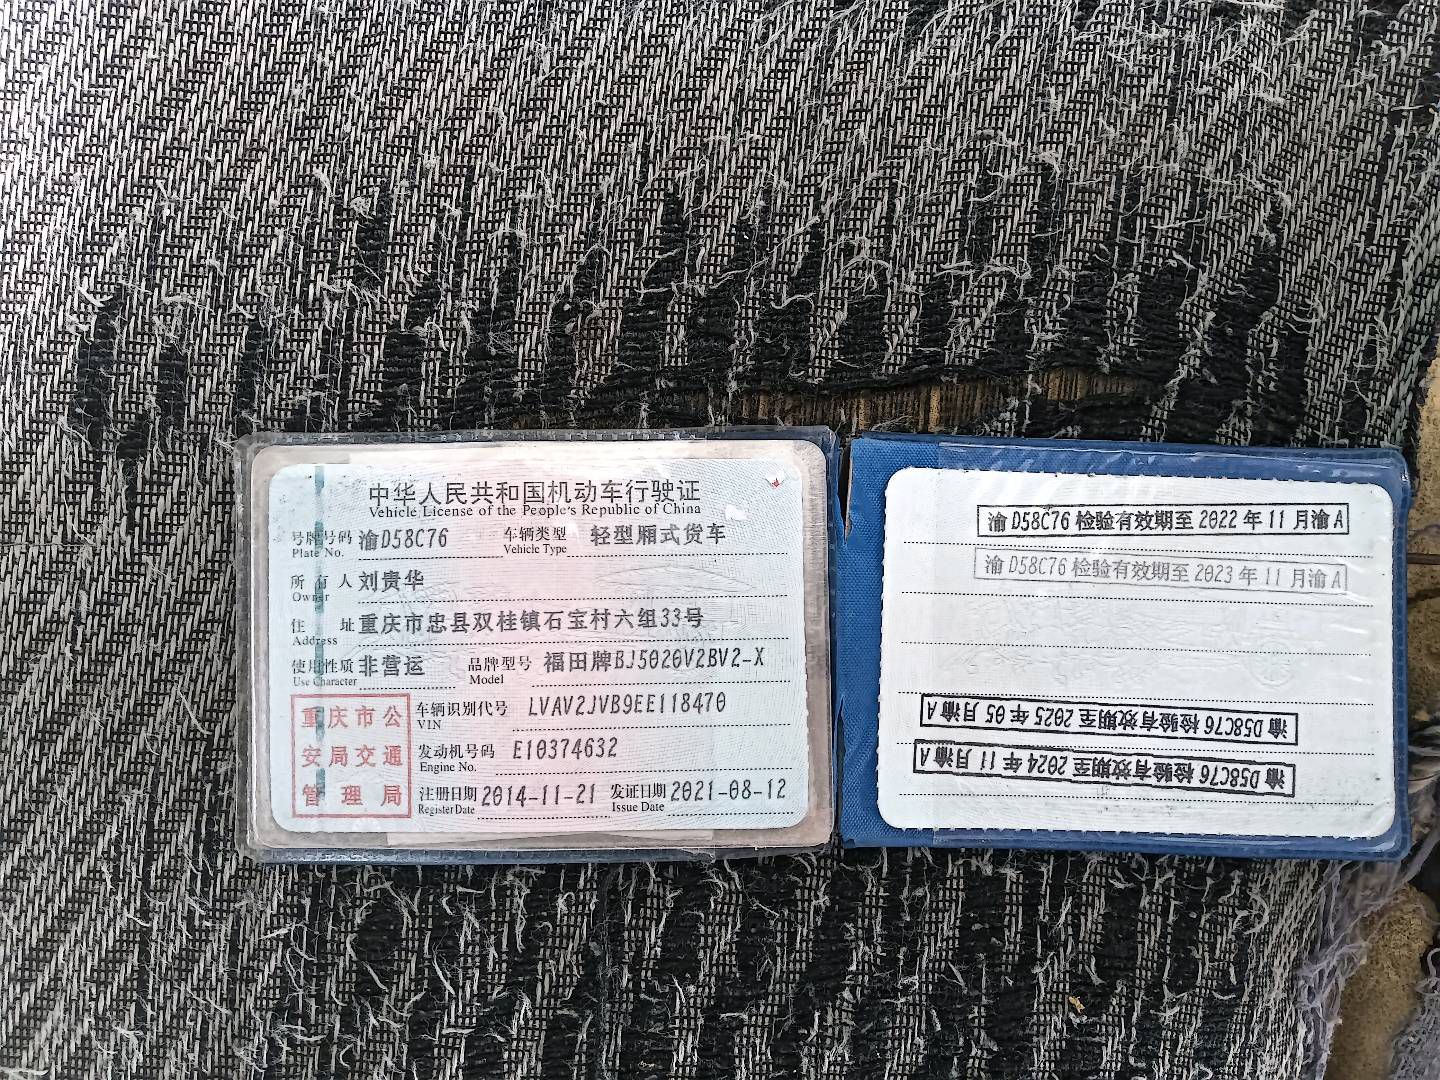 中华人民共和国机动车行驶证
Vehicle License of the People's Republic of China
号牌号码 渝D58C76 车辆类型 轻型厢式货车
Plate No. Vehicle Type
所有人 刘贵华
Owner
住址 重庆市忠县双桂镇石宝村六组33号
Address
使用性质 非营运 品牌型号 福田牌BJ5020V2BV2-X
Use Character Model
重庆市公安局交通管理局
车辆识别代号 LVAV2JVB9EE118470
VIN
发动机号码 E10374632
Engine No.
注册日期 2014-11-21 发证日期 2021-08-12
Register Date Issue Date
渝D58C76检验有效期至2022年11月渝A
渝D58C76检验有效期至2023年11月渝A
渝D58C76检验有效期至2025年05月渝A
渝D58C76检验有效期至2024年11月渝A